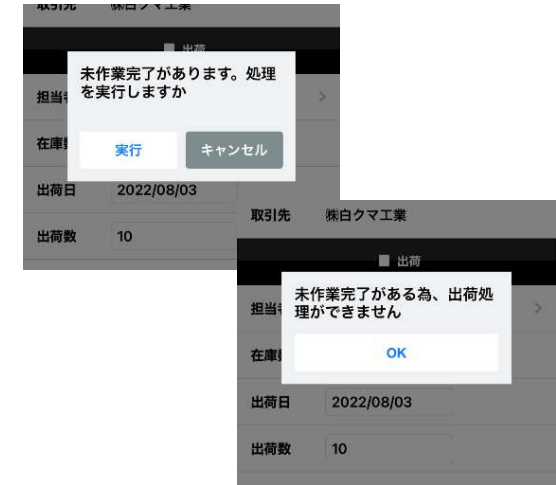 取引先 ㈱白クマ工業
■ 出荷
未作業完了があります。処理
を実行しますか
担当
在庫
実行 キャンセル
出荷日 2022/08/03
出荷数 10
取引先 ㈱白クマ工業
■ 出荷
未作業完了がある為、出荷処
理ができません
担当
在庫
OK
出荷日 2022/08/03
出荷数 10